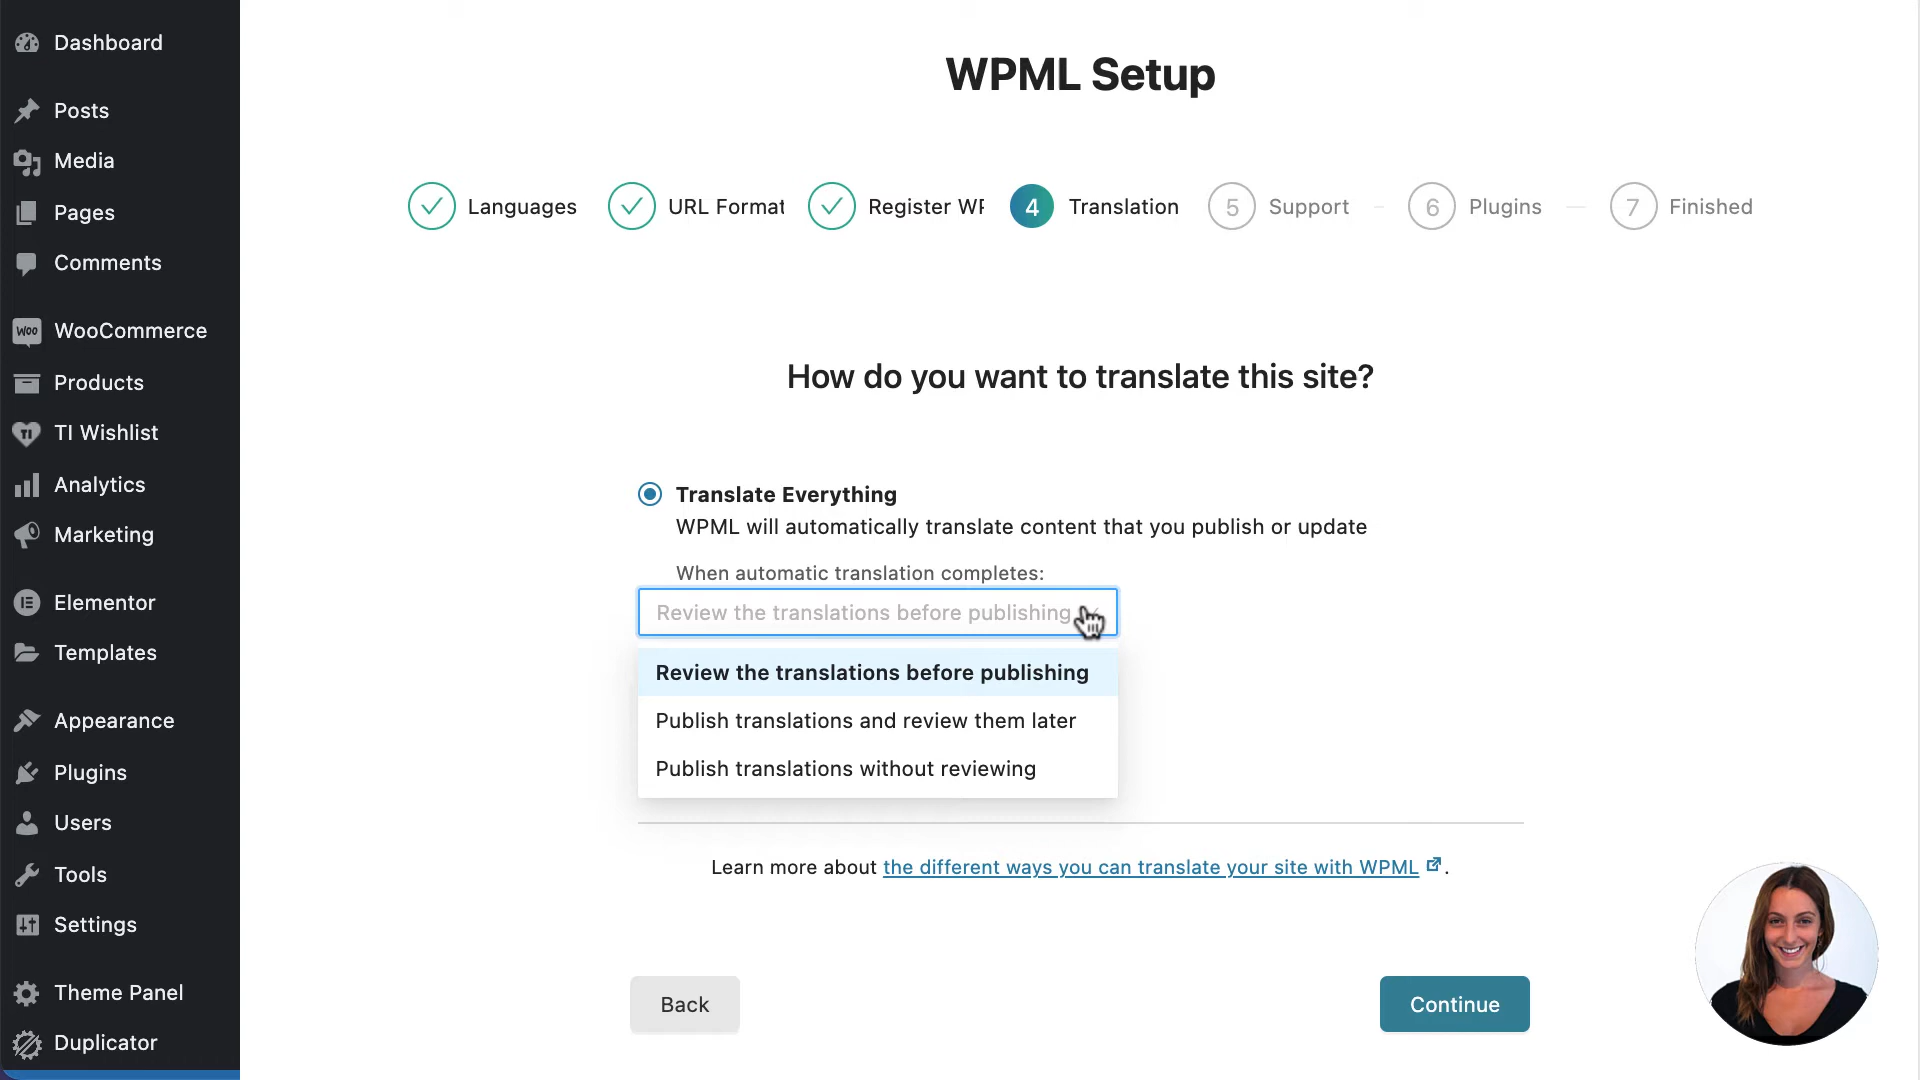 Dashboard
Posts
Media
Pages
Comments
WOO WooCommerce
Products
TI TI Wishlist
Analytics
Marketing
Elementor
Templates
Appearance
Plugins
Users
Tools
Settings
Theme Panel
Duplicator
WPML Setup
Languages URL Format Register WP 4 Translation 5 Support 6 Plugins 7 Finished
How do you want to translate this site?
Translate Everything
WPML will automatically translate content that you publish or update
When automatic translation completes:
Review the translations before publishing
Review the translations before publishing
Publish translations and review them later
Publish translations without reviewing
Learn more about the different ways you can translate your site with WPML.
Back Continue